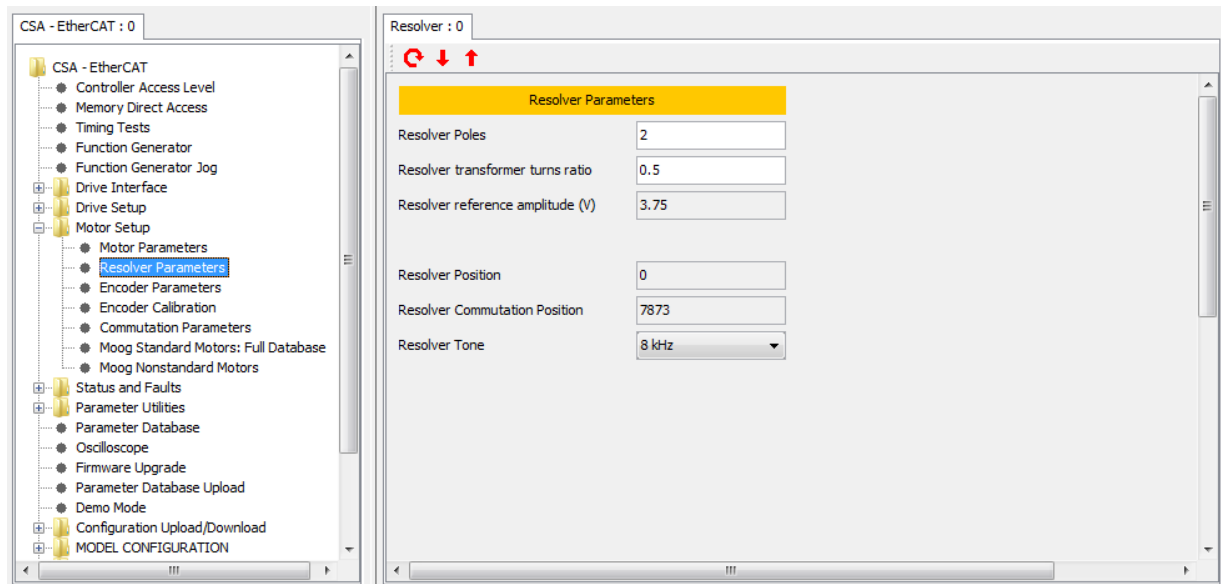 CSA - EtherCAT : 0
CSA - EtherCAT
Controller Access Level
Memory Direct Access
Timing Tests
Function Generator
Function Generator Jog
Drive Interface
Drive Setup
Motor Setup
Motor Parameters
Resolver Parameters
Encoder Parameters
Encoder Calibration
Commutation Parameters
Moog Standard Motors: Full Database
Moog Nonstandard Motors
Status and Faults
Parameter Utilities
Parameter Database
Oscilloscope
Firmware Upgrade
Parameter Database Upload
Demo Mode
Configuration Upload/Download
MODEL CONFIGURATION
Resolver : 0
Resolver Parameters
Resolver Poles 2
Resolver transformer turns ratio 0.5
Resolver reference amplitude (V) 3.75
Resolver Position 0
Resolver Commutation Position 7873
Resolver Tone 8 kHz